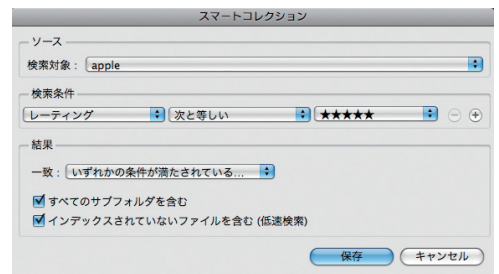 スマートコレクション
ソース
検索対象： apple
検索条件
レーティング 次と等しい ★★★★★
結果
一致： いずれかの条件が満たされている...
すべてのサブフォルダを含む
インデックスされていないファイルを含む (低速検索)
保存 キャンセル